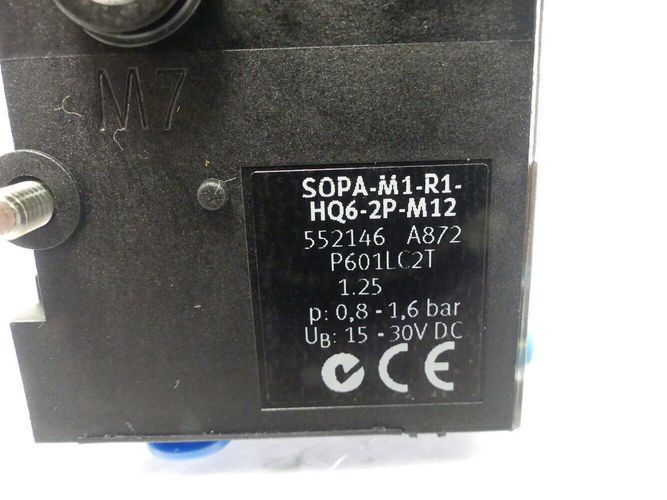 M7
SOPA-M1-R1-
HQ6-2P-M12
552146 A872
P601LC2T
1.25
p: 0,8 - 1,6 bar
UB: 15 - 30V DC
CE